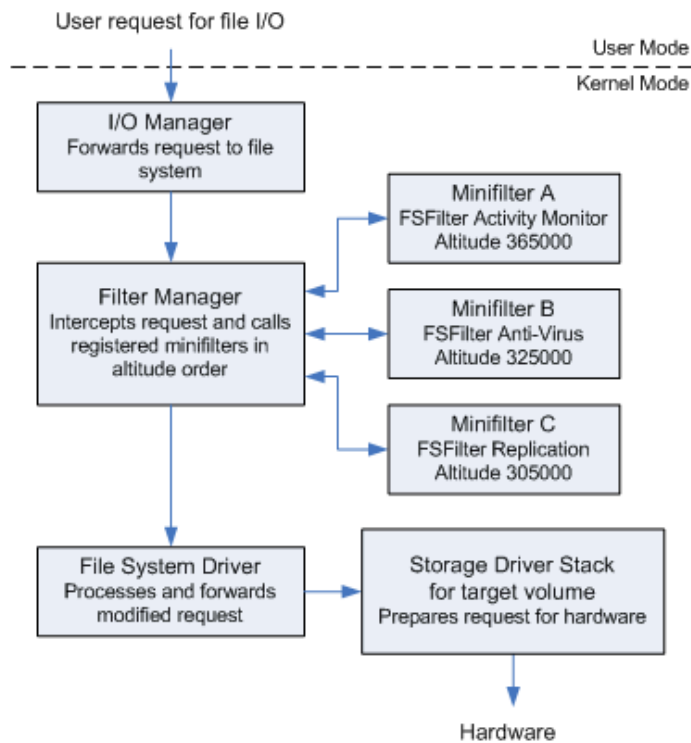 User request for file I/O
User Mode
Kernel Mode
I/O Manager
Forwards request to file
system
Minifilter A
FSFilter Activity Monitor
Altitude 365000
Filter Manager
Intercepts request and calls
registered minifilters in
altitude order
Minifilter B
FSFilter Anti-Virus
Altitude 325000
Minifilter C
FSFilter Replication
Altitude 305000
File System Driver
Processes and forwards
modified request
Storage Driver Stack
for target volume
Prepares request for hardware
Hardware